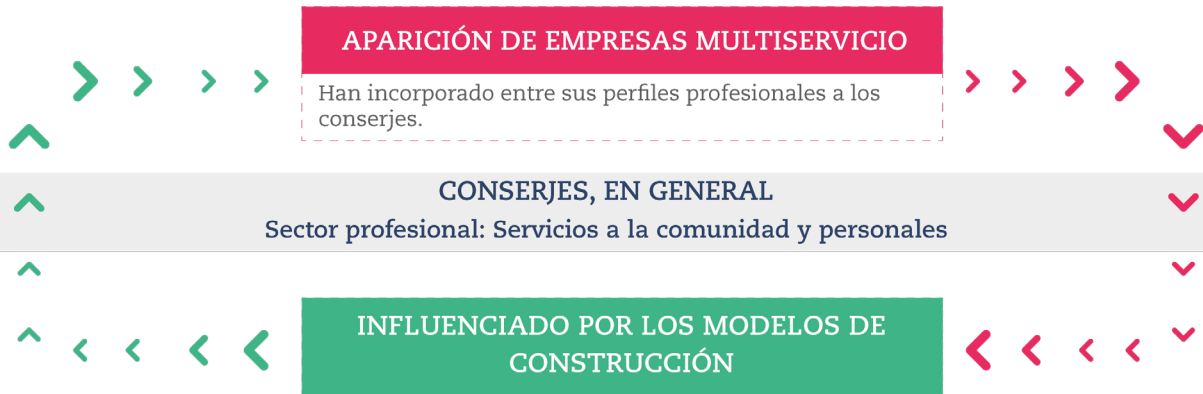 APARICIÓN DE EMPRESAS MULTISERVICIO
Han incorporado entre sus perfiles profesionales a los
conserjes.
CONSERJES, EN GENERAL
Sector profesional: Servicios a la comunidad y personales
INFLUENCIADO POR LOS MODELOS DE
CONSTRUCCIÓN